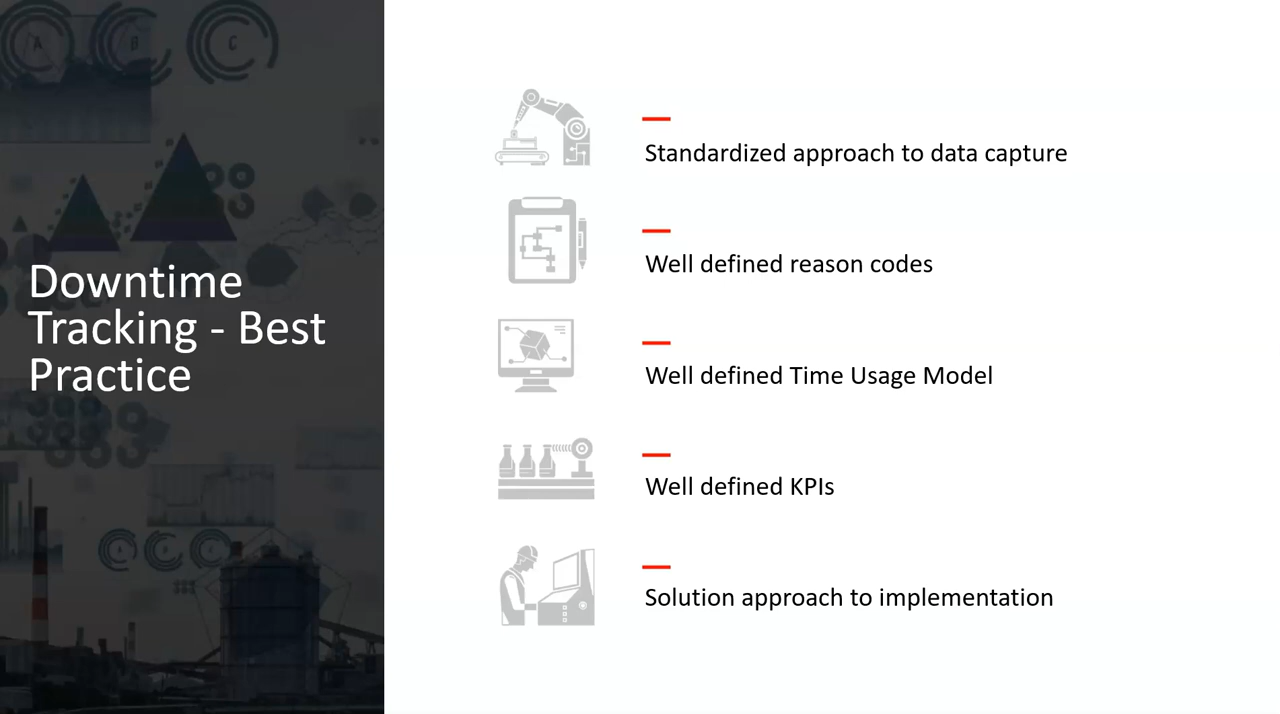 A B C
Downtime
Tracking - Best
Practice
Standardized approach to data capture
Well defined reason codes
Well defined Time Usage Model
Well defined KPIs
Solution approach to implementation